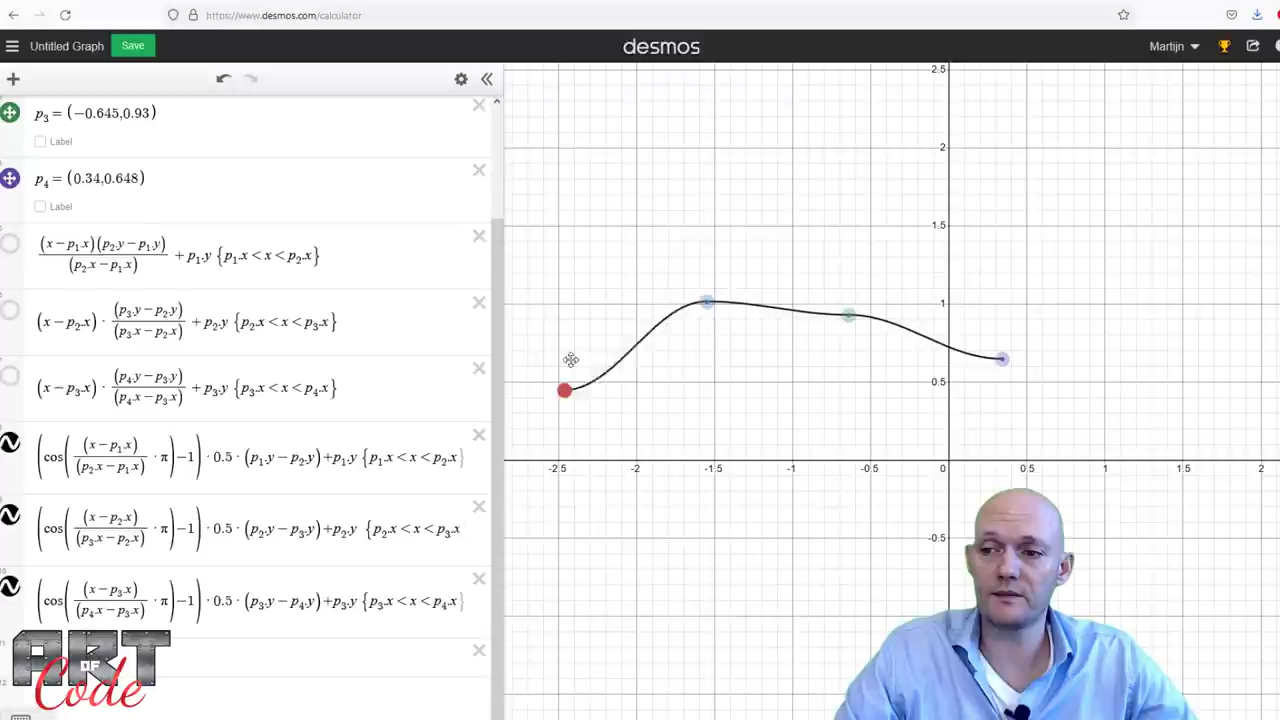 https://www.desmos.com/calculator
Untitled Graph
Save
desmos
Martijn
p₃ = (−0.645,0.93)
Label
p₄ = (0.34,0.648)
Label
(x−p₁.x)(p₂.y−p₁.y)/(p₂.x−p₁.x) + p₁.y {p₁.x<x<p₂.x}
(x−p₂.x)·(p₃.y−p₂.y)/(p₃.x−p₂.x) + p₂.y {p₂.x<x<p₃.x}
(x−p₃.x)·(p₄.y−p₃.y)/(p₄.x−p₃.x) + p₃.y {p₃.x<x<p₄.x}
(cos((x−p₁.x)/(p₂.x−p₁.x)·π)−1)·0.5·(p₁.y−p₂.y)+p₁.y {p₁.x<x<p₂.x}
(cos((x−p₂.x)/(p₃.x−p₂.x)·π)−1)·0.5·(p₂.y−p₃.y)+p₂.y {p₂.x<x<p₃.x
(cos((x−p₃.x)/(p₄.x−p₃.x)·π)−1)·0.5·(p₃.y−p₄.y)+p₃.y {p₃.x<x<p₄.x}
2.5
2
1.5
1
0.5
-2.5 -2 -1.5 -1 -0.5 0 0.5 1 1.5 2
-0.5
ART
OF
Code